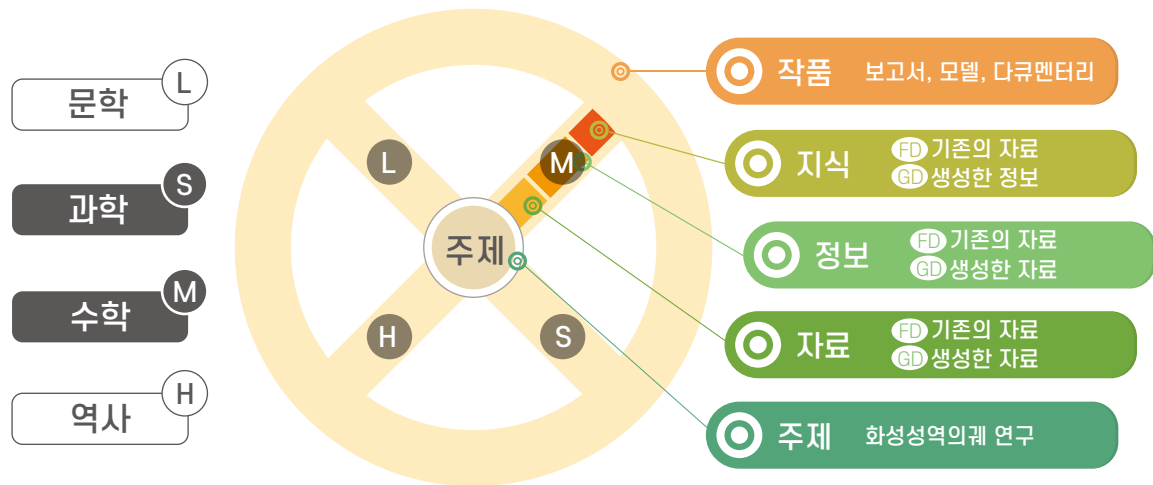 문학 L
과학 S
수학 M
역사 H
L
M
주제
H
S
작품 보고서, 모델, 다큐멘터리
지식
FD 기존의 자료
GD 생성한 정보
정보
FD 기존의 자료
GD 생성한 자료
자료
FD 기존의 자료
GD 생성한 자료
주제 화성성역의궤 연구